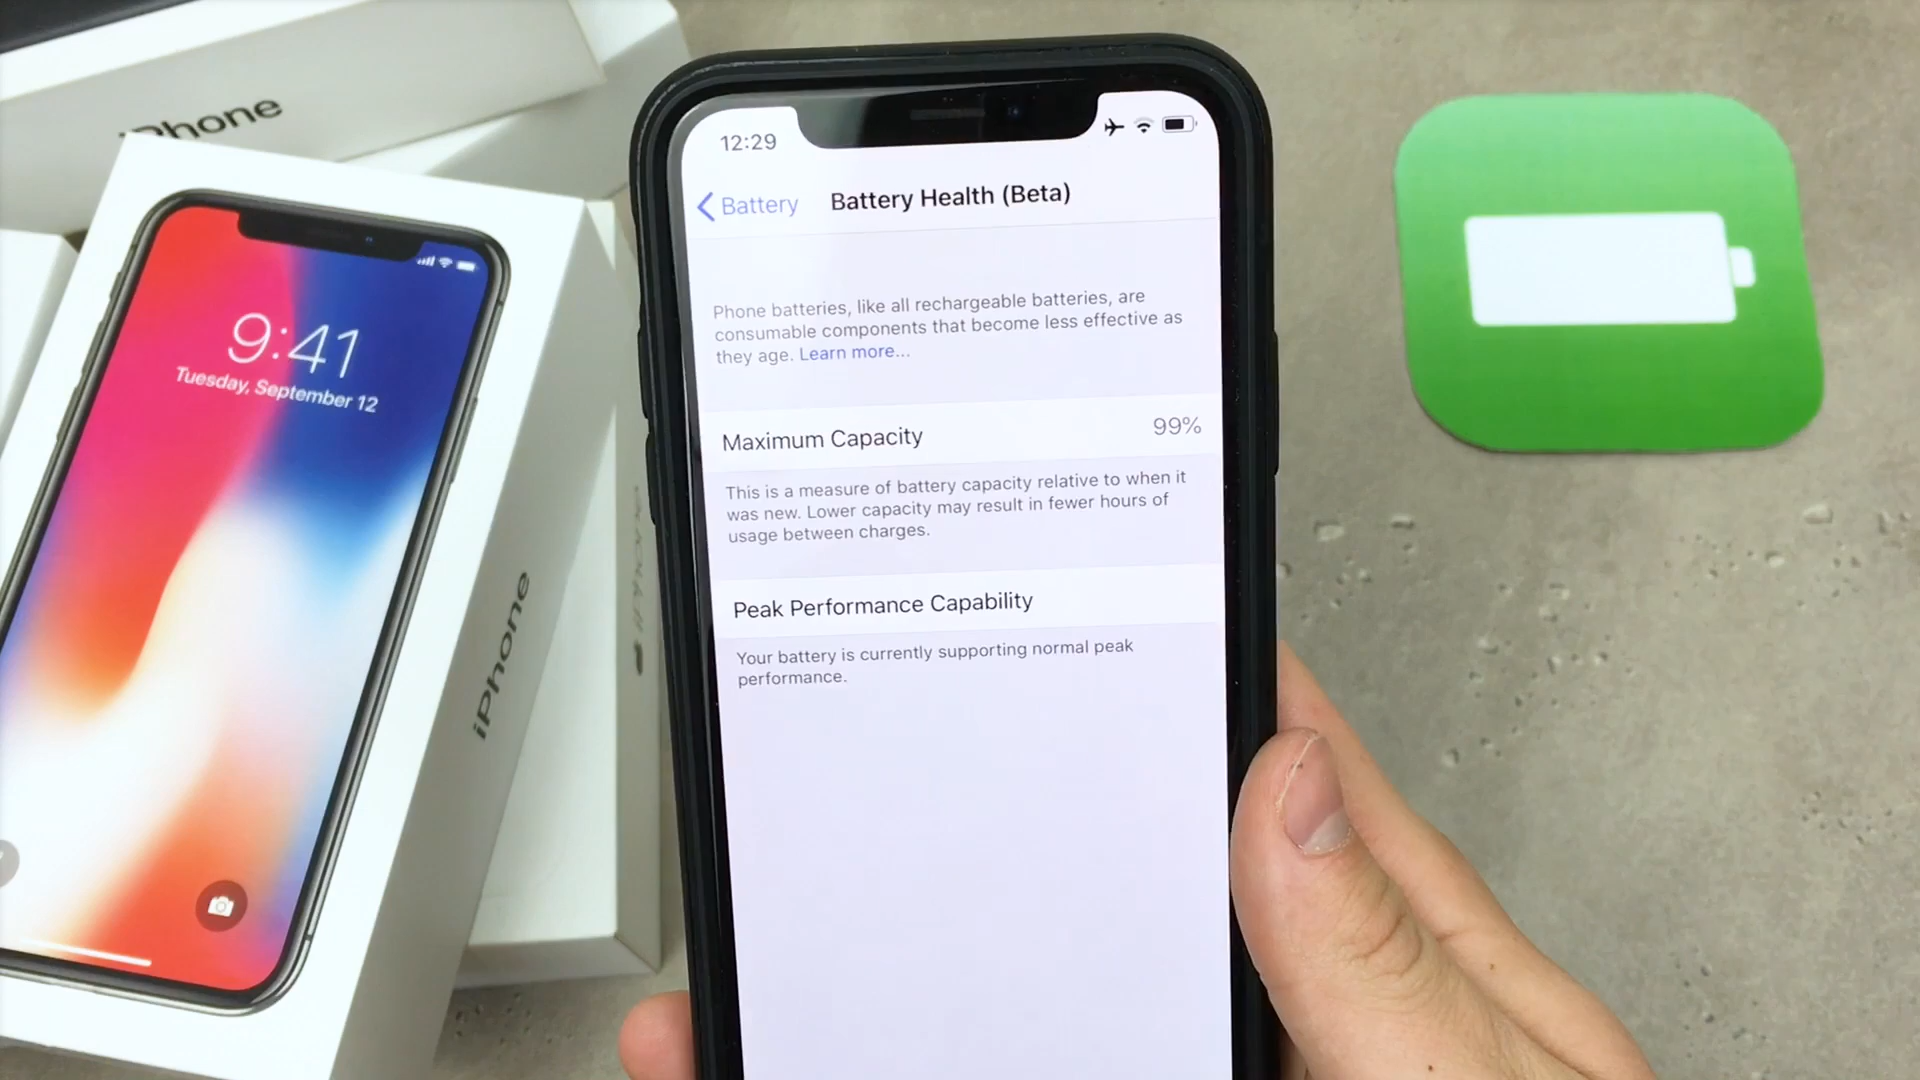 iPhone
9:41
Tuesday, September 12
iPhone
12:29
Battery
Battery Health (Beta)
Phone batteries, like all rechargeable batteries, are
consumable components that become less effective as
they age. Learn more...
Maximum Capacity 99%
This is a measure of battery capacity relative to when it
was new. Lower capacity may result in fewer hours of
usage between charges.
Peak Performance Capability
Your battery is currently supporting normal peak
performance.